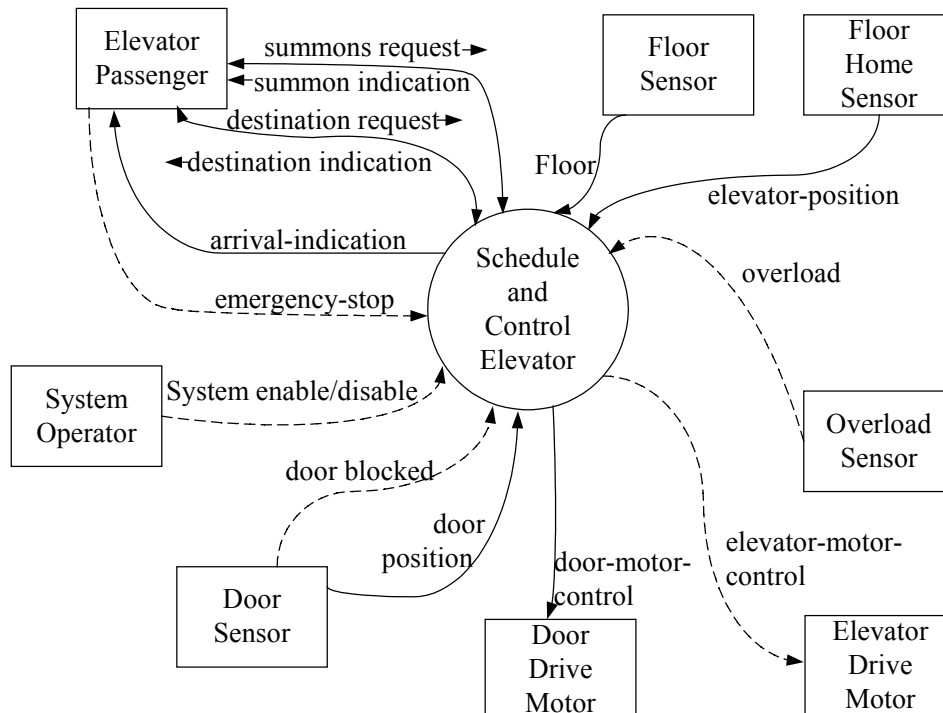 Elevator
Passenger
summons request
summon indication
destination request
destination indication
arrival-indication
emergency-stop
Floor
Sensor
Floor
Home
Sensor
Floor
elevator-position
overload
Schedule
and
Control
Elevator
System enable/disable
System
Operator
Overload
Sensor
door blocked
door
position
Door
Sensor
door-motor-
control
elevator-motor-
control
Door
Drive
Motor
Elevator
Drive
Motor